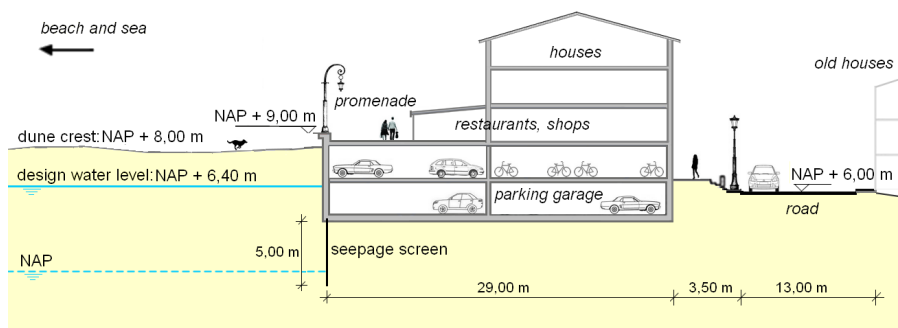 beach and sea
houses
old houses
promenade
NAP + 9,00 m
restaurants, shops
dune crest: NAP + 8,00 m
design water level: NAP + 6,40 m
NAP + 6,00 m
parking garage
road
5,00 m
seepage screen
NAP
29,00 m
3,50 m
13,00 m